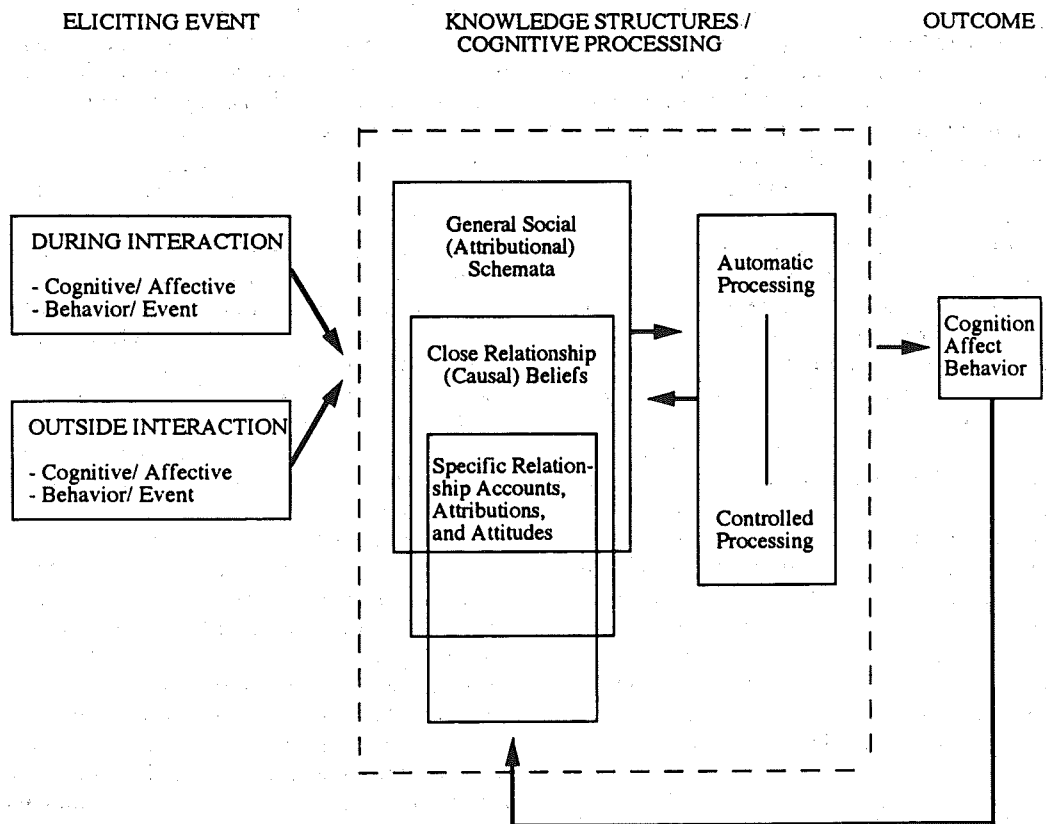 ELICITING EVENT
KNOWLEDGE STRUCTURES /
COGNITIVE PROCESSING
OUTCOME
DURING INTERACTION
- Cognitive/ Affective
- Behavior/ Event
OUTSIDE INTERACTION
- Cognitive/ Affective
- Behavior/ Event
General Social
(Attributional)
Schemata
Close Relationship
(Causal) Beliefs
Specific Relation-
ship Accounts,
Attributions,
and Attitudes
Automatic
Processing
Controlled
Processing
Cognition
Affect
Behavior